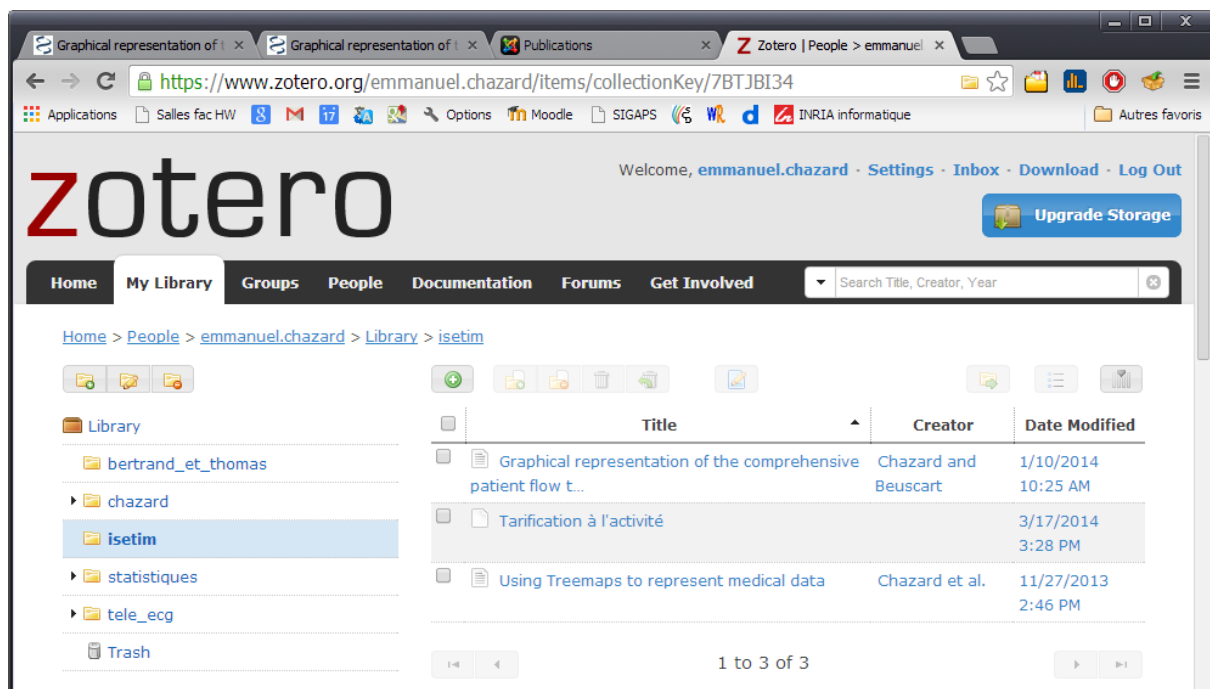 Graphical representation of t
Graphical representation of t
Publications
Zotero | People > emmanuel
https://www.zotero.org/emmanuel.chazard/items/collectionKey/7BTJBI34
Applications Salles fac HW 8 17 Options Moodle SIGAPS WR d INRIA informatique Autres favoris
zotero
Welcome, emmanuel.chazard · Settings · Inbox · Download · Log Out
Upgrade Storage
Home My Library Groups People Documentation Forums Get Involved Search Title, Creator, Year
Home > People > emmanuel.chazard > Library > isetim
Library
bertrand_et_thomas
chazard
isetim
statistiques
tele_ecg
Trash
Title Creator Date Modified
Graphical representation of the comprehensive Chazard and 1/10/2014
patient flow t... Beuscart 10:25 AM
Tarification à l'activité 3/17/2014
3:28 PM
Using Treemaps to represent medical data Chazard et al. 11/27/2013
2:46 PM
1 to 3 of 3